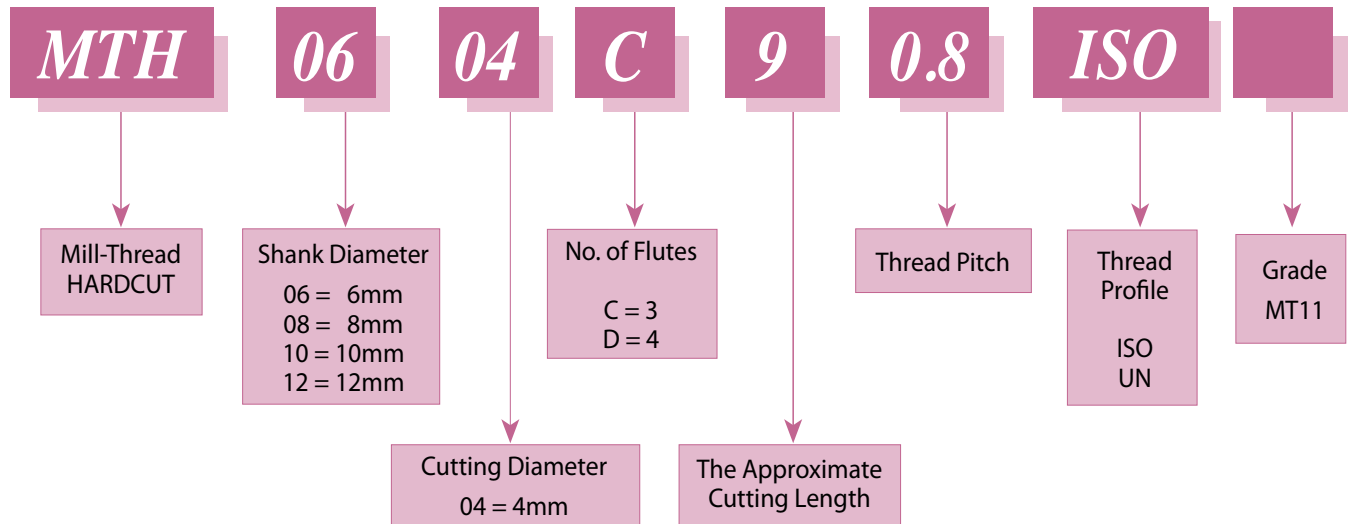 MTH 06 04 C 9 0.8 ISO
Mill-Thread
HARDCUT
Shank Diameter
06 = 6mm
08 = 8mm
10 = 10mm
12 = 12mm
Cutting Diameter
04 = 4mm
No. of Flutes
C = 3
D = 4
The Approximate
Cutting Length
Thread Pitch
Thread
Profile
ISO
UN
Grade
MT11